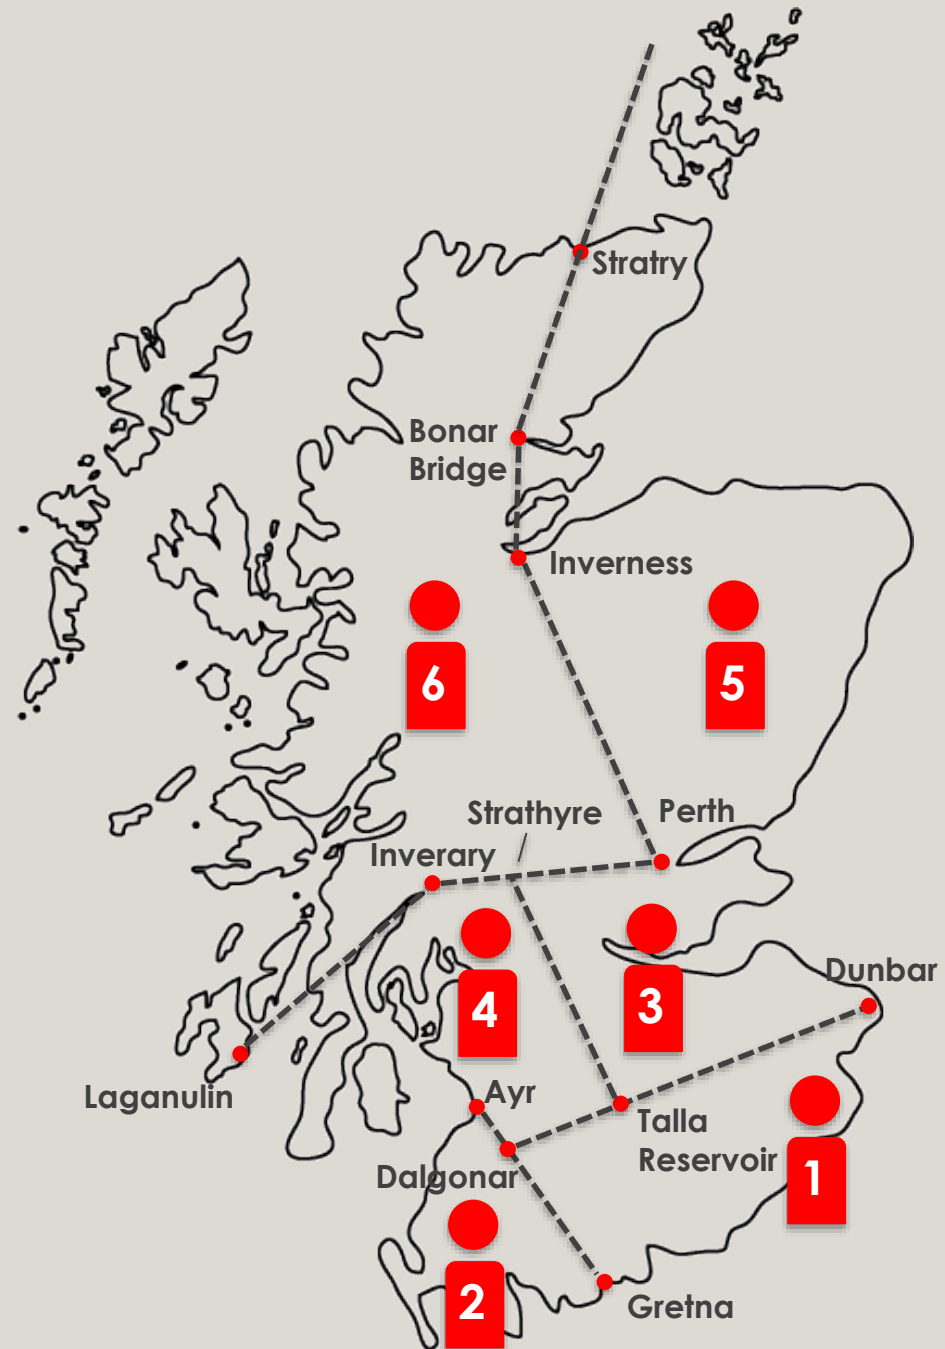 Stratry
Bonar
Bridge
Inverness
6
5
Strathyre
Perth
Inverary
4
3
Dunbar
Laganulin
Ayr
Talla
Reservoir
1
Dalgonar
2
Gretna